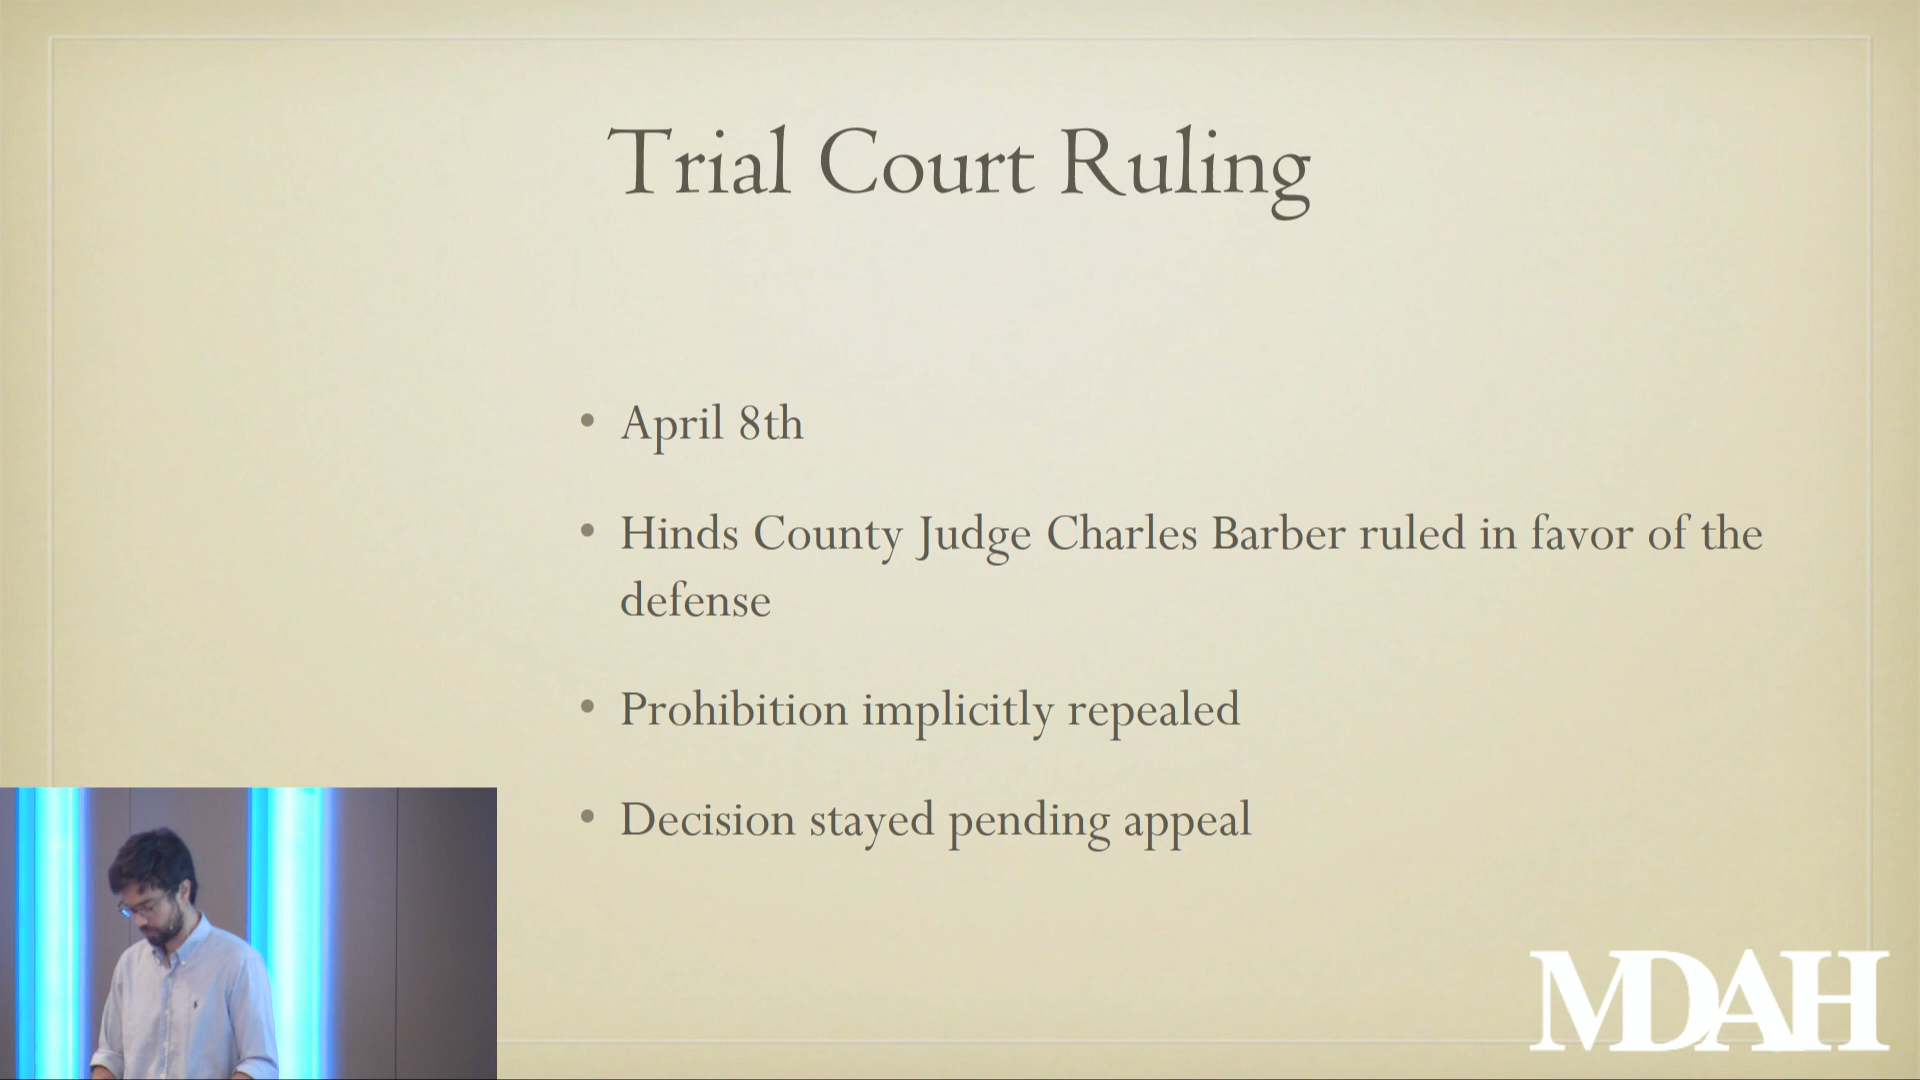 Trial Court Ruling
• April 8th
• Hinds County Judge Charles Barber ruled in favor of the
defense
• Prohibition implicitly repealed
• Decision stayed pending appeal
MDAH